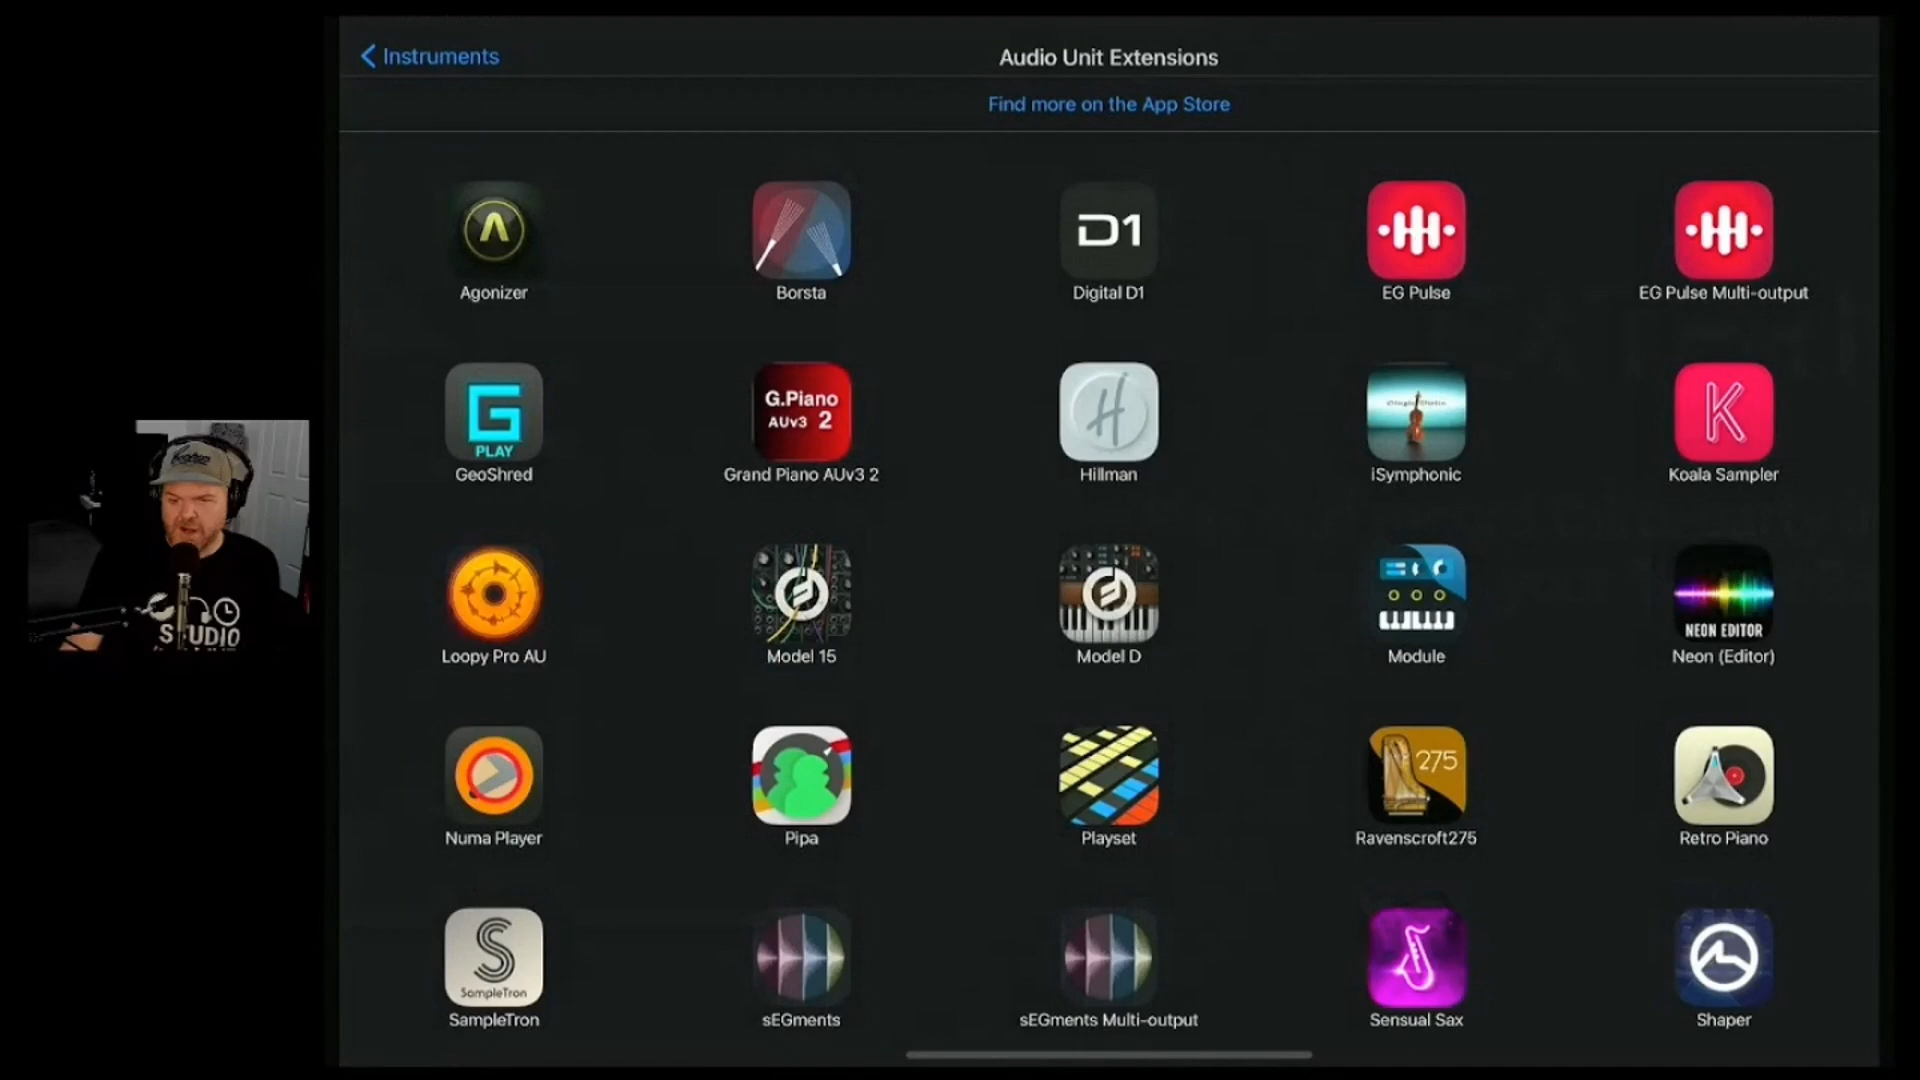 Instruments
Audio Unit Extensions
Find more on the App Store
D1
Agonizer
Borsta
Digital D1
EG Pulse
EG Pulse Multi-output
G
PLAY
G.Piano
AUv3 2
H
K
GeoShred
Grand Piano AUv3 2
Hillman
iSymphonic
Koala Sampler
NEON EDITOR
Loopy Pro AU
Model 15
Model D
Module
Neon (Editor)
STUDIO
275
Numa Player
Pipa
Playset
Ravenscroft275
Retro Piano
S
SampleTron
SampleTron
sEGments
sEGments Multi-output
Sensual Sax
Shaper